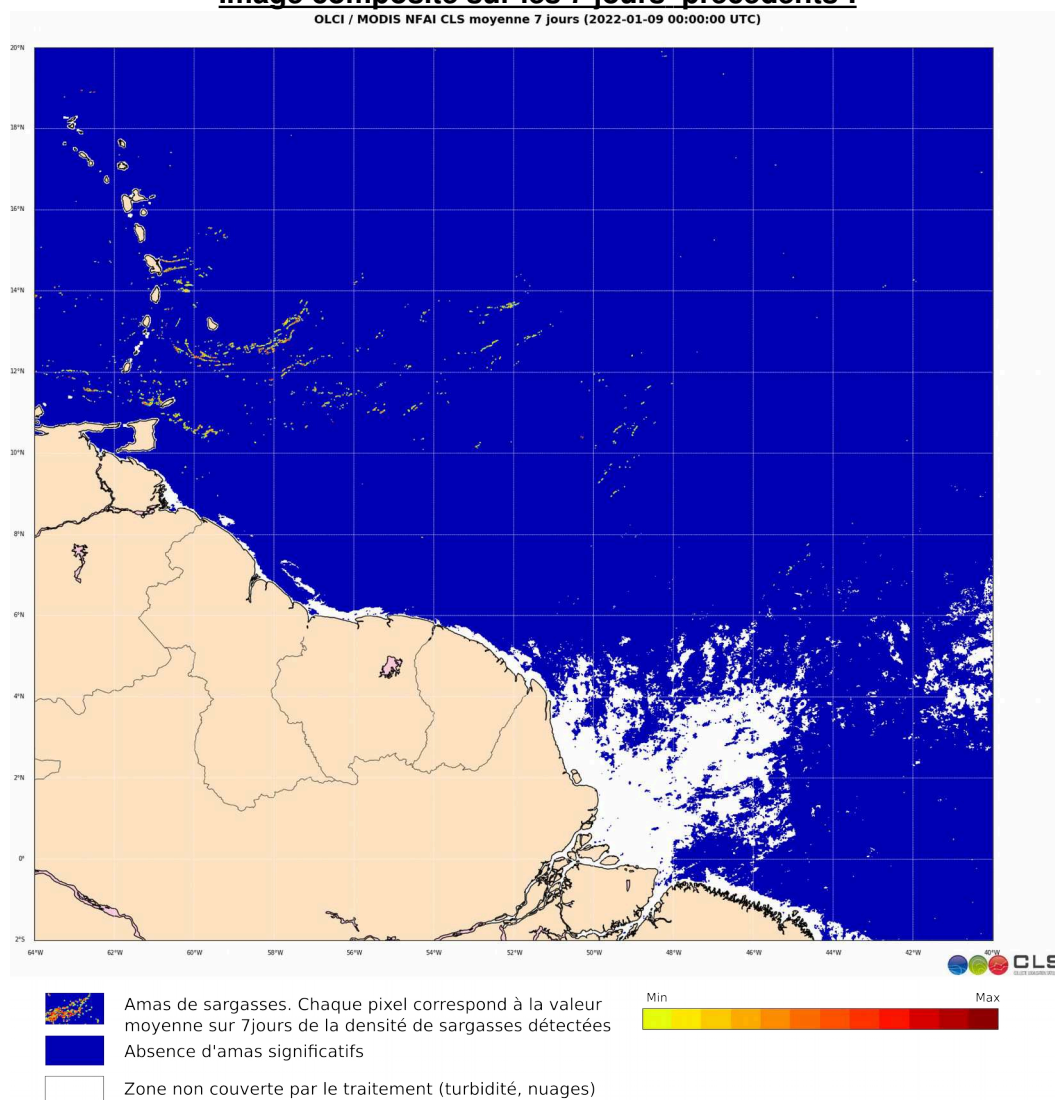 Image composite sur les 7 jours précédents :
OLCI / MODIS NFAI CLS moyenne 7 jours (2022-01-09 00:00:00 UTC)
20°N
18°N
16°N
14°N
12°N
10°N
8°N
6°N
4°N
2°N
0°
2°S
64°W 62°W 60°W 58°W 56°W 54°W 52°W 50°W 48°W 46°W 44°W 42°W 40°W
CLS
Amas de sargasses. Chaque pixel correspond à la valeur
moyenne sur 7jours de la densité de sargasses détectées
Min Max
Absence d'amas significatifs
Zone non couverte par le traitement (turbidité, nuages)